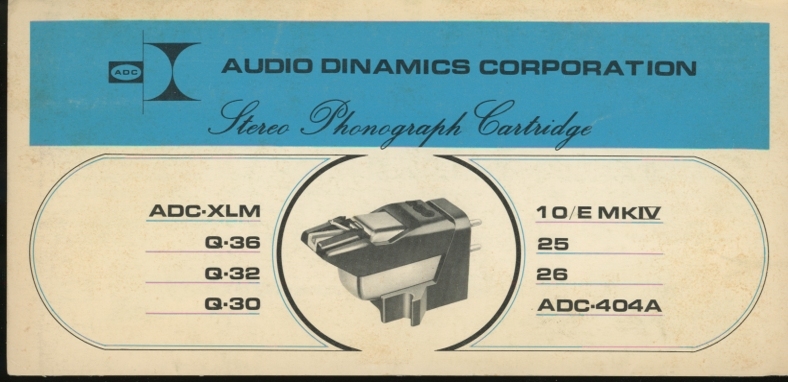 ADC
AUDIO DINAMICS CORPORATION
Stereo Phonograph Cartridge
ADC·XLM
Q·36
Q·32
Q·30
10/E MKIV
25
26
ADC·404A